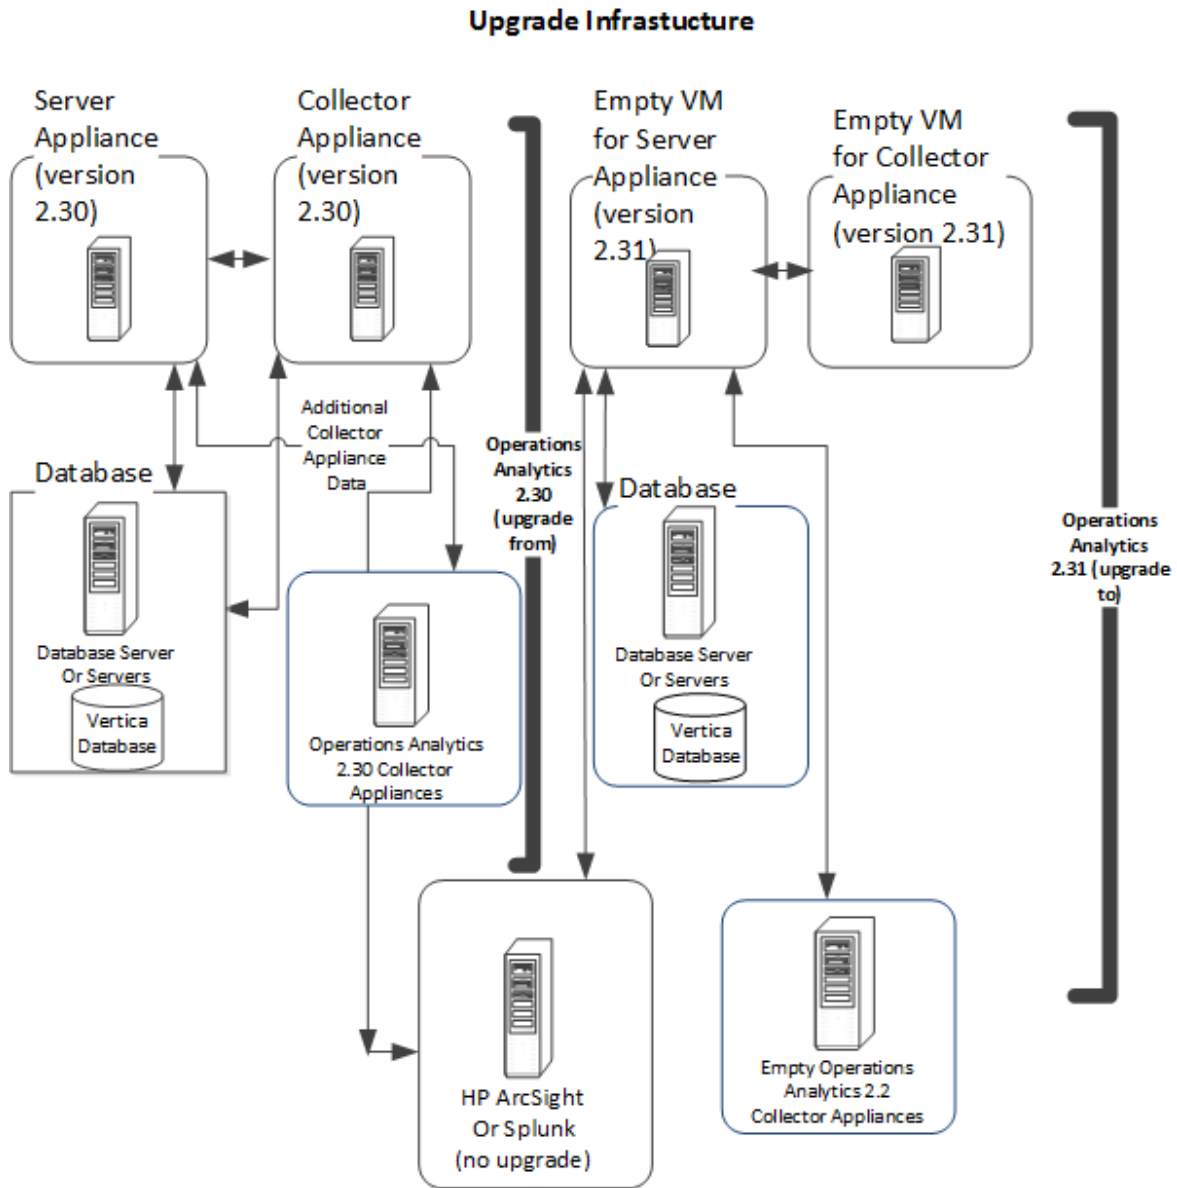 Upgrade Infrastucture
Server
Appliance
(version
2.30)
Collector
Appliance
(version
2.30)
Empty VM
for Server
Appliance
(version
2.31)
Empty VM
for Collector
Appliance
(version 2.31)
Additional
Collector
Appliance
Data
Operations
Analytics
2.30
(upgrade
from)
Database
Database Server
Or Servers
Vertica
Database
Operations Analytics
2.30 Collector
Appliances
Database
Database Server
Or Servers
Vertica
Database
Operations
Analytics
2.31 (upgrade
to)
HP ArcSight
Or Splunk
(no upgrade)
Empty Operations
Analytics 2.2
Collector Appliances